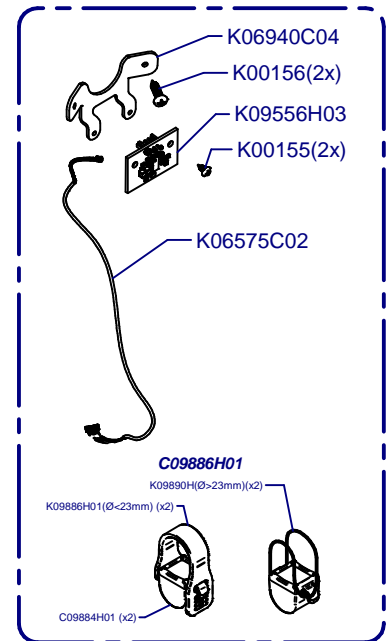 K06940C04
K00156(2x)
K09556H03
K00155(2x)
K06575C02
C09886H01
K09890H(Ø>23mm)(x2)
K09886H01(Ø<23mm) (x2)
C09884H01 (x2)